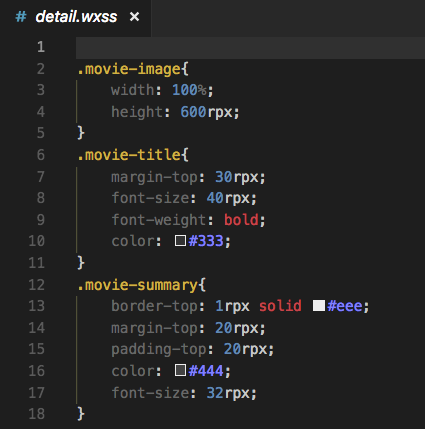 # detail.wxss ×
1
2 .movie-image{
3     width: 100%;
4     height: 600rpx;
5 }
6 .movie-title{
7     margin-top: 30rpx;
8     font-size: 40rpx;
9     font-weight: bold;
10     color: #333;
11 }
12 .movie-summary{
13     border-top: 1rpx solid #eee;
14     margin-top: 20rpx;
15     padding-top: 20rpx;
16     color: #444;
17     font-size: 32rpx;
18 }